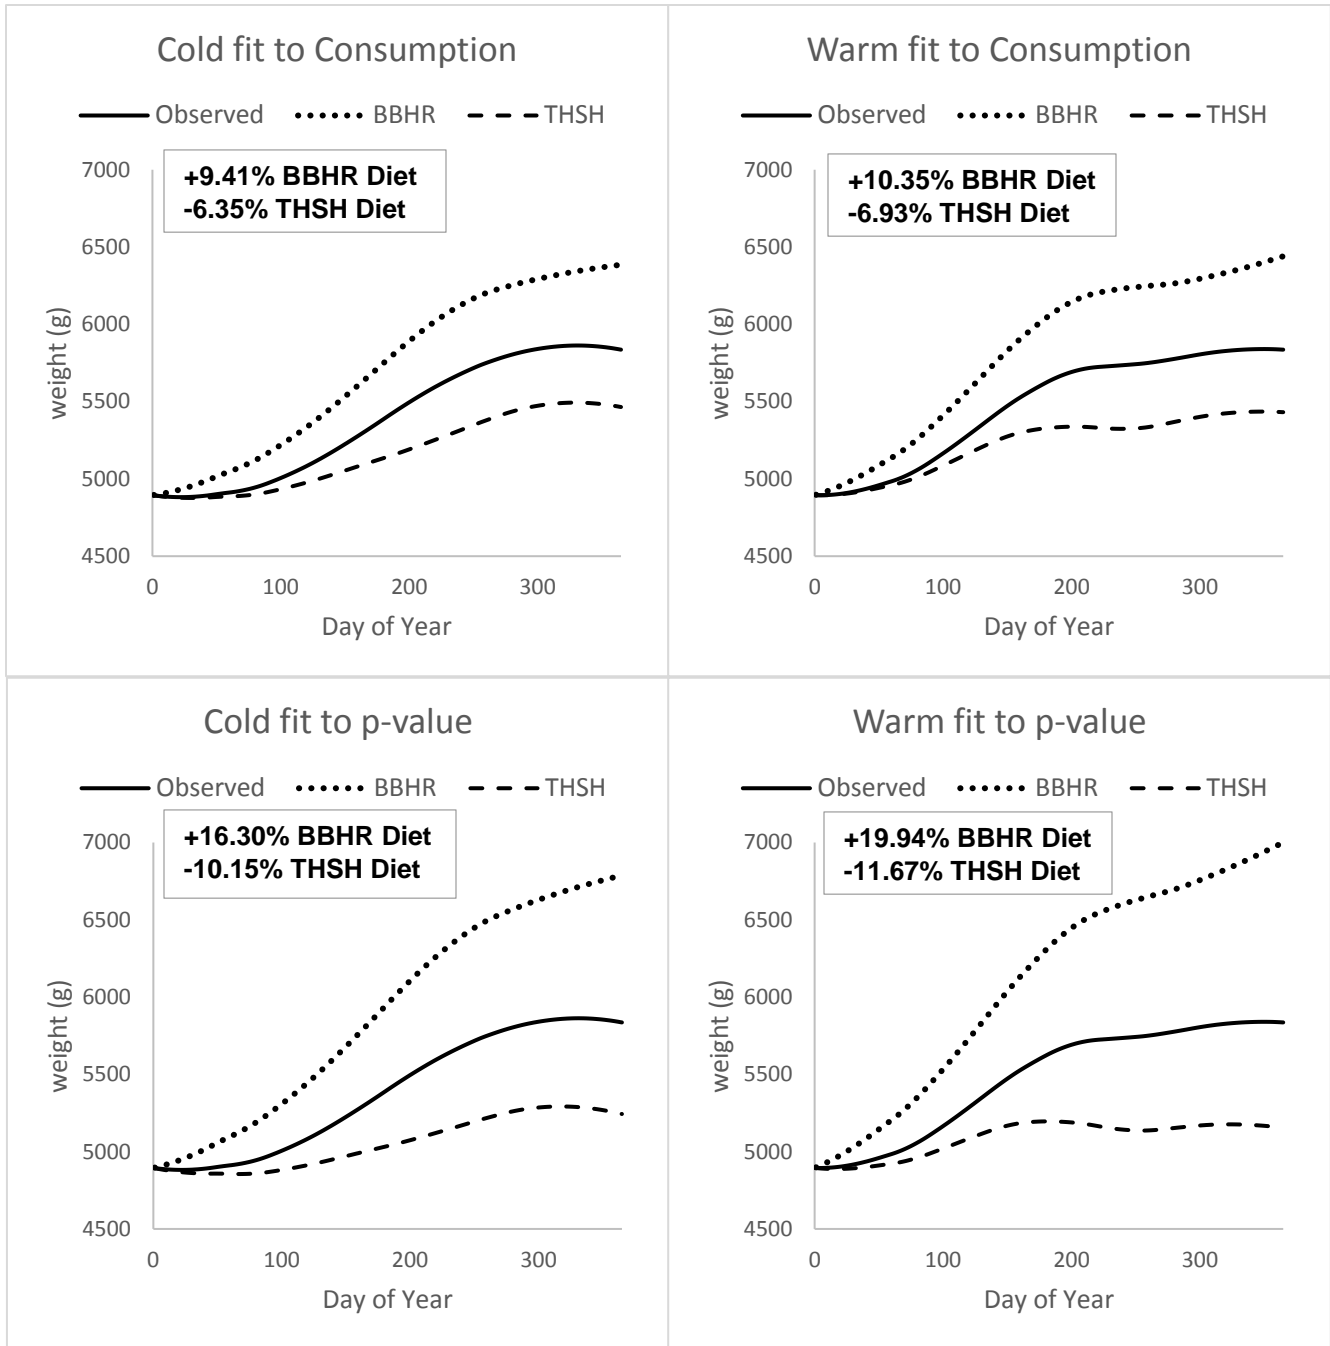 Cold fit to Consumption
Observed BBHR THSH
+9.41% BBHR Diet
-6.35% THSH Diet
7000
6500
6000
5500
5000
4500
weight (g)
0 100 200 300
Day of Year
Warm fit to Consumption
Observed BBHR THSH
+10.35% BBHR Diet
-6.93% THSH Diet
7000
6500
6000
5500
5000
4500
weight (g)
0 100 200 300
Day of Year
Cold fit to p-value
Observed BBHR THSH
+16.30% BBHR Diet
-10.15% THSH Diet
7000
6500
6000
5500
5000
4500
weight (g)
0 100 200 300
Day of Year
Warm fit to p-value
Observed BBHR THSH
+19.94% BBHR Diet
-11.67% THSH Diet
7000
6500
6000
5500
5000
4500
weight (g)
0 100 200 300
Day of Year